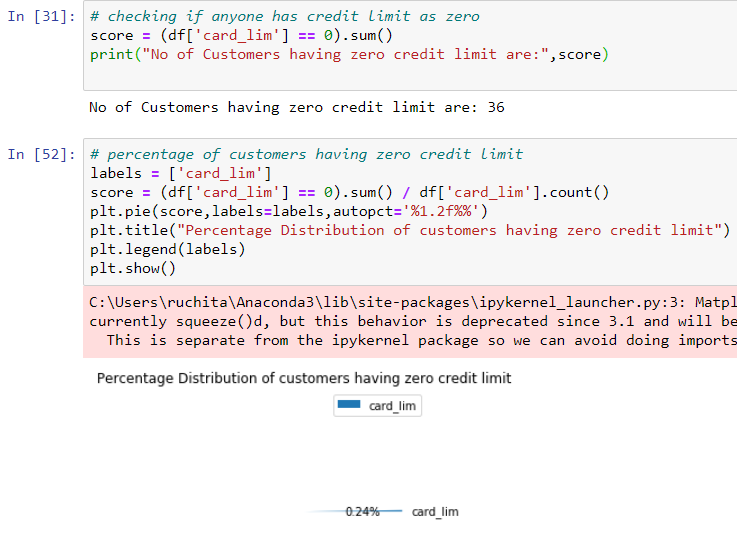 In [31]: # checking if anyone has credit limit as zero
score = (df['card_lim'] == 0).sum()
print("No of Customers having zero credit limit are:",score)
No of Customers having zero credit limit are: 36
In [52]: # percentage of customers having zero credit limit
labels = ['card_lim']
score = (df['card_lim'] == 0).sum() / df['card_lim'].count()
plt.pie(score,labels=labels,autopct='%1.2f%%')
plt.title("Percentage Distribution of customers having zero credit limit")
plt.legend(labels)
plt.show()
C:\Users\ruchita\Anaconda3\lib\site-packages\ipykernel_launcher.py:3: Matpl
currently squeeze()d, but this behavior is deprecated since 3.1 and will be
This is separate from the ipykernel package so we can avoid doing imports
Percentage Distribution of customers having zero credit limit
card_lim
0.24% card_lim